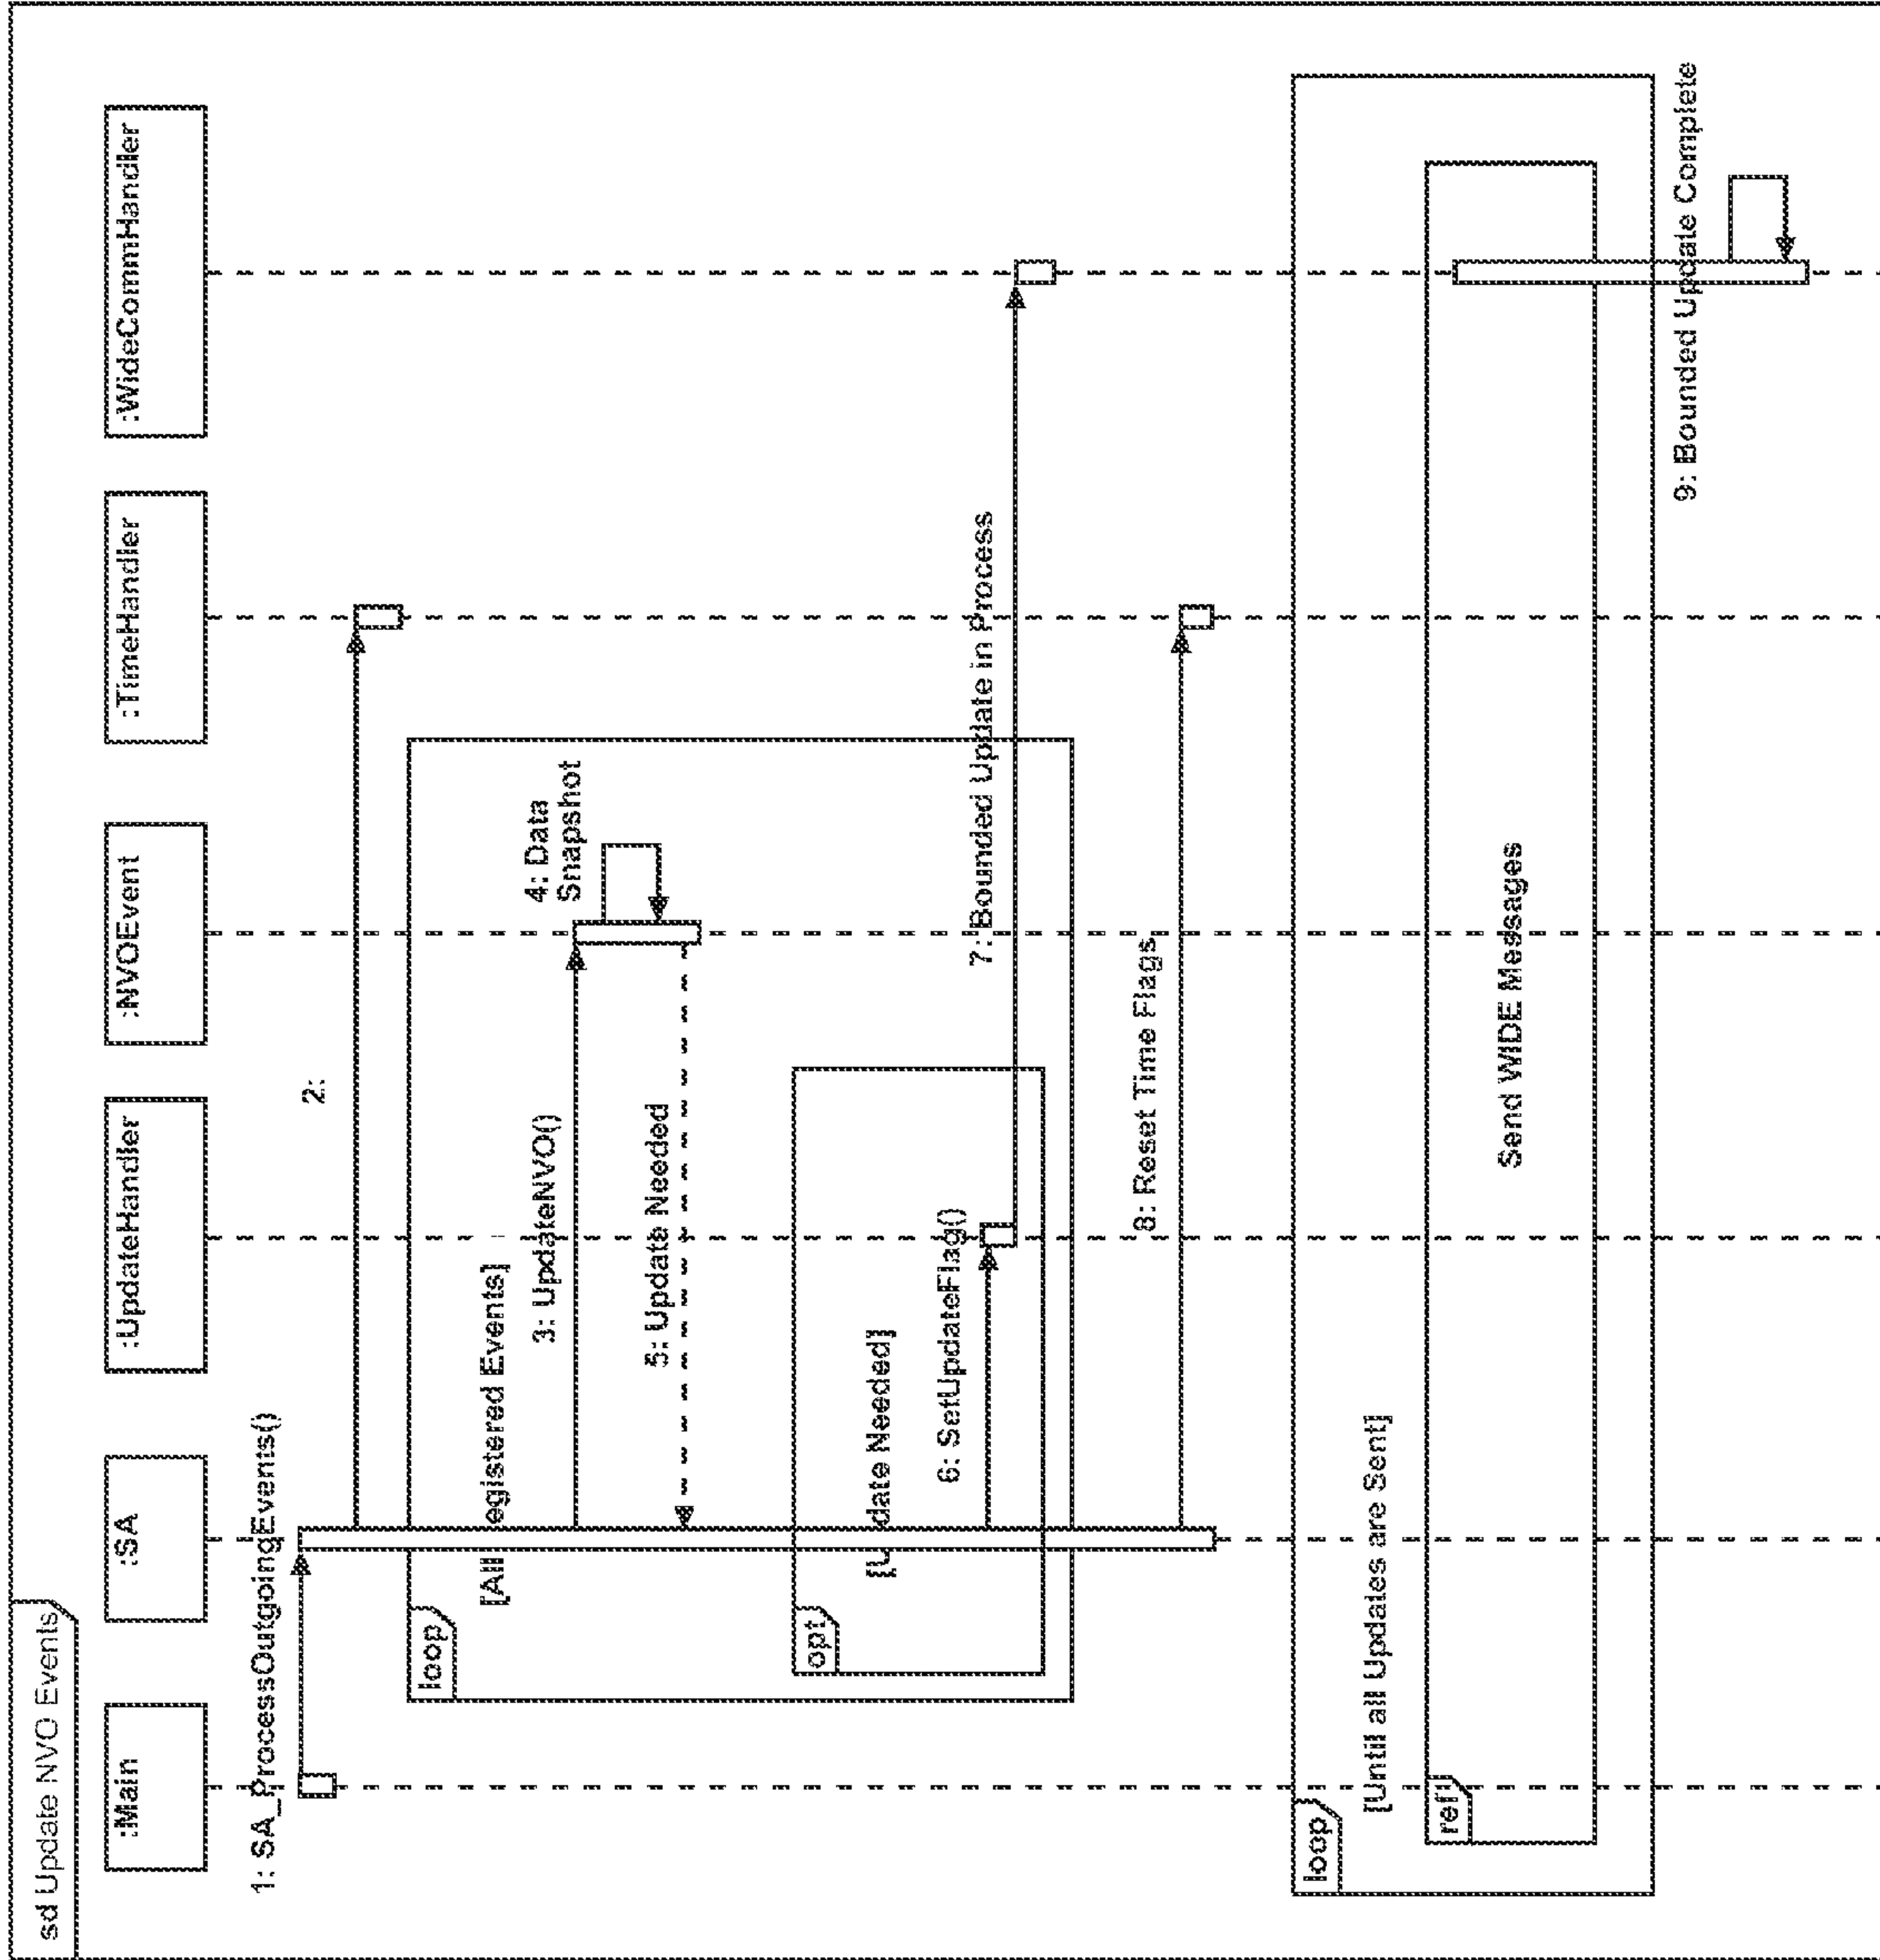 sd Update NVO Events
:Main
:SA
:UpdateHandler
:NVOEvent
:TimeHandler
:WideCommHandler
1: SA_ProcessOutgoingEvents()
2:
loop
[All
egistered Events]
3: UpdateNVO()
4: Data
Snapshot
5: Update Needed
opt
[U
date Needed]
6: SetUpdateFlag()
7: Bounded Update in Process
8: Reset Time Flags
loop
[Until all Updates are Sent]
ref
Send WIDE Messages
9: Bounded Update Complete